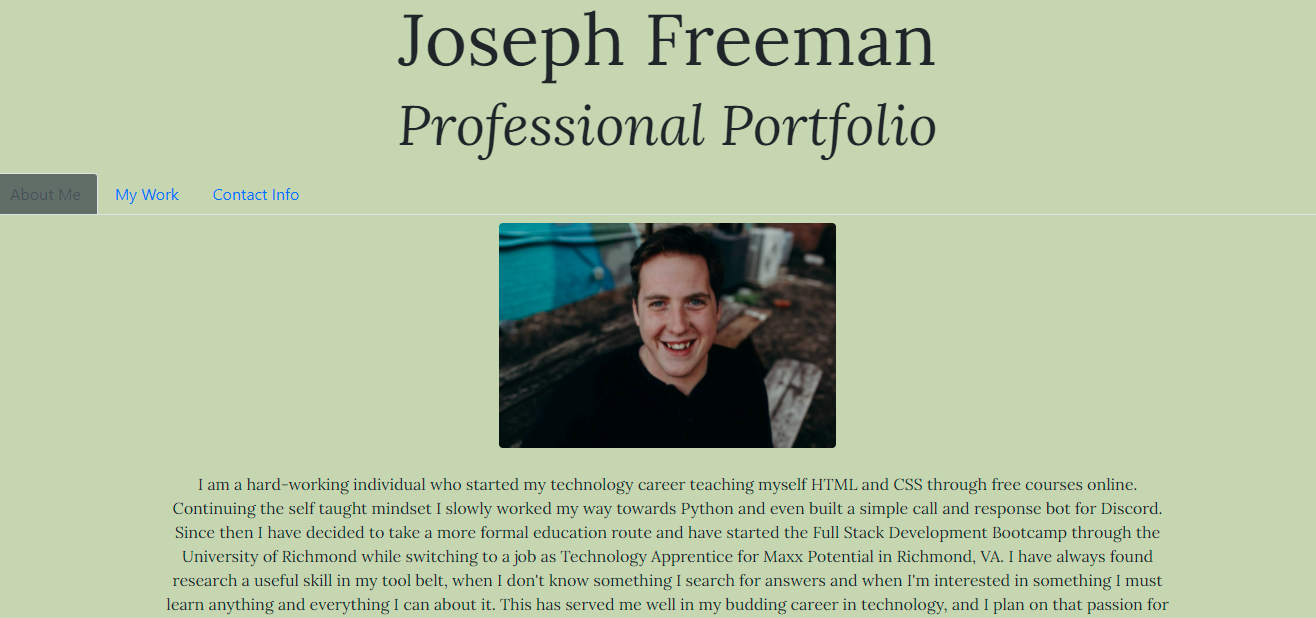 Joseph Freeman
Professional Portfolio
About Me My Work Contact Info
I am a hard-working individual who started my technology career teaching myself HTML and CSS through free courses online.
Continuing the self taught mindset I slowly worked my way towards Python and even built a simple call and response bot for Discord.
Since then I have decided to take a more formal education route and have started the Full Stack Development Bootcamp through the
University of Richmond while switching to a job as Technology Apprentice for Maxx Potential in Richmond, VA. I have always found
research a useful skill in my tool belt, when I don't know something I search for answers and when I'm interested in something I must
learn anything and everything I can about it. This has served me well in my budding career in technology, and I plan on that passion for